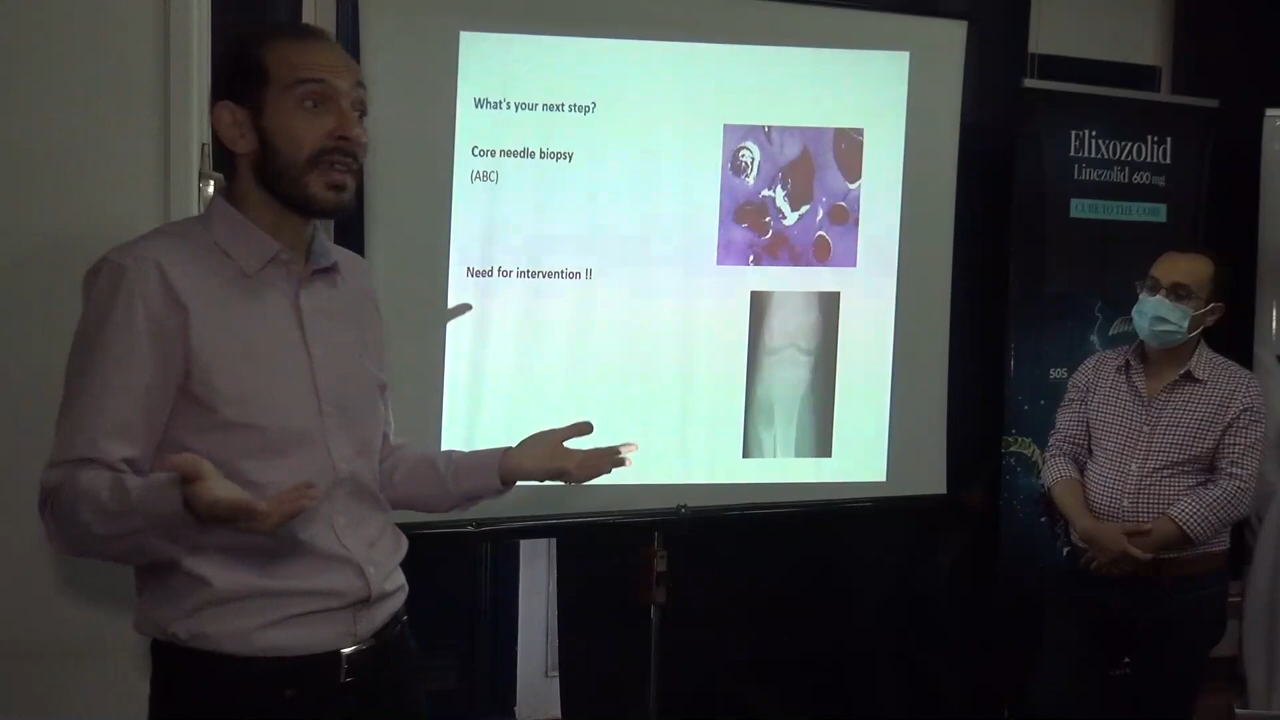 What's your next step?
Core needle biopsy
(ABC)
Need for intervention !!
Elixozolid
Linezolid 600 mg
CURE TO THE CORE
50S